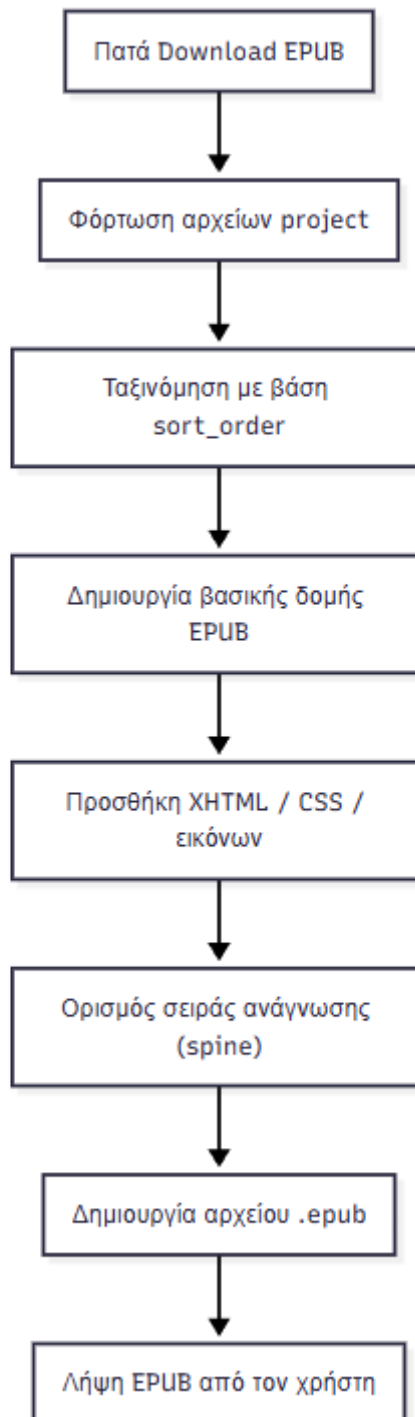 Πατά Download EPUB
Φόρτωση αρχείων project
Ταξινόμηση με βάση
sort_order
Δημιουργία βασικής δομής
EPUB
Προσθήκη XHTML / CSS /
εικόνων
Ορισμός σειράς ανάγνωσης
(spine)
Δημιουργία αρχείου .epub
Λήψη EPUB από τον χρήστη